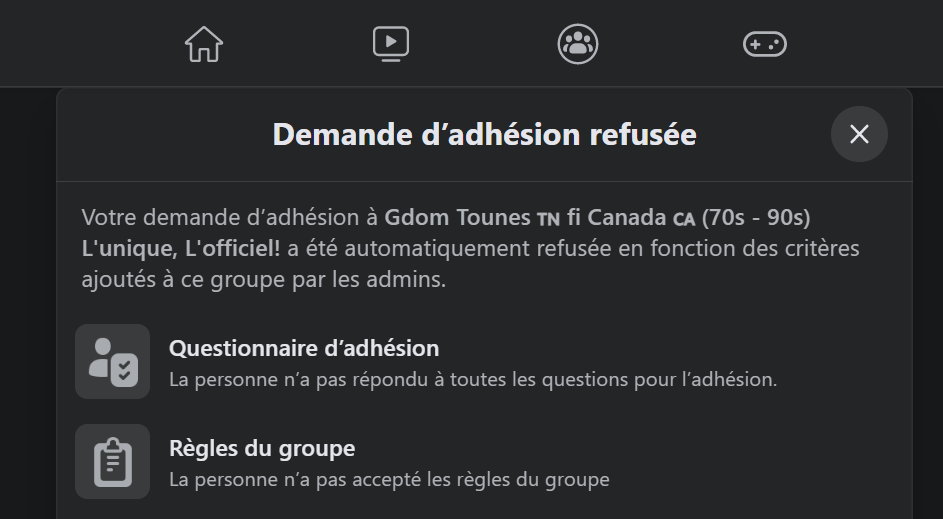 Demande d’adhésion refusée
Votre demande d’adhésion à Gdom Tounes 🇹🇳 fi Canada 🇨🇦 (70s - 90s)
L'unique, L'officiel! a été automatiquement refusée en fonction des critères
ajoutés à ce groupe par les admins.
Questionnaire d’adhésion
La personne n’a pas répondu à toutes les questions pour l’adhésion.
Règles du groupe
La personne n’a pas accepté les règles du groupe